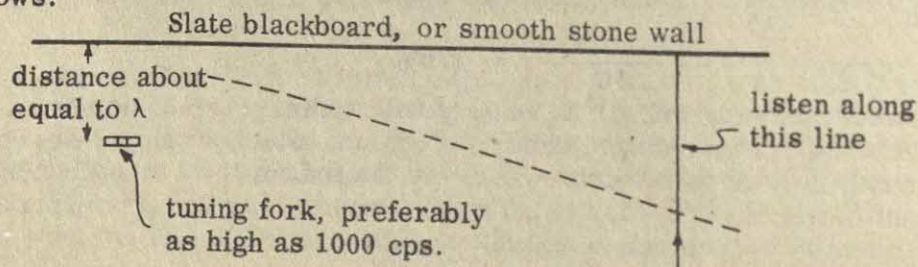 ows:
Slate blackboard, or smooth stone wall
distance about
equal to λ
listen along
this line
tuning fork, preferably
as high as 1000 cps.